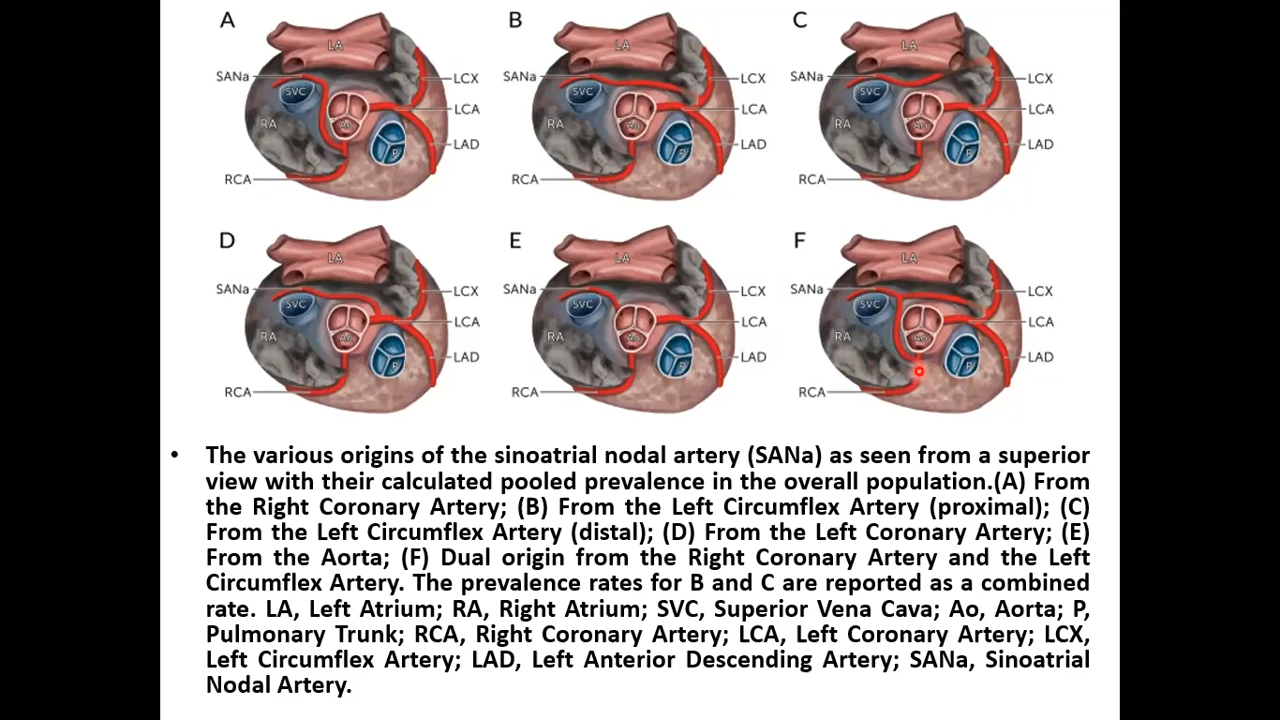 A B C
LA LA LA
SANa SANa SANa
LCX LCX LCX
SVC SVC SVC
LCA LCA LCA
RA Ao RA Ao RA Ao
LAD LAD LAD
P P P
RCA RCA RCA
D E F
LA LA LA
SANa SANa SANa
LCX LCX LCX
SVC SVC SVC
LCA LCA LCA
RA Ao RA Ao RA Ao
LAD LAD LAD
P P P
RCA RCA RCA
• The various origins of the sinoatrial nodal artery (SANa) as seen from a superior
view with their calculated pooled prevalence in the overall population.(A) From
the Right Coronary Artery; (B) From the Left Circumflex Artery (proximal); (C)
From the Left Circumflex Artery (distal); (D) From the Left Coronary Artery; (E)
From the Aorta; (F) Dual origin from the Right Coronary Artery and the Left
Circumflex Artery. The prevalence rates for B and C are reported as a combined
rate. LA, Left Atrium; RA, Right Atrium; SVC, Superior Vena Cava; Ao, Aorta; P,
Pulmonary Trunk; RCA, Right Coronary Artery; LCA, Left Coronary Artery; LCX,
Left Circumflex Artery; LAD, Left Anterior Descending Artery; SANa, Sinoatrial
Nodal Artery.